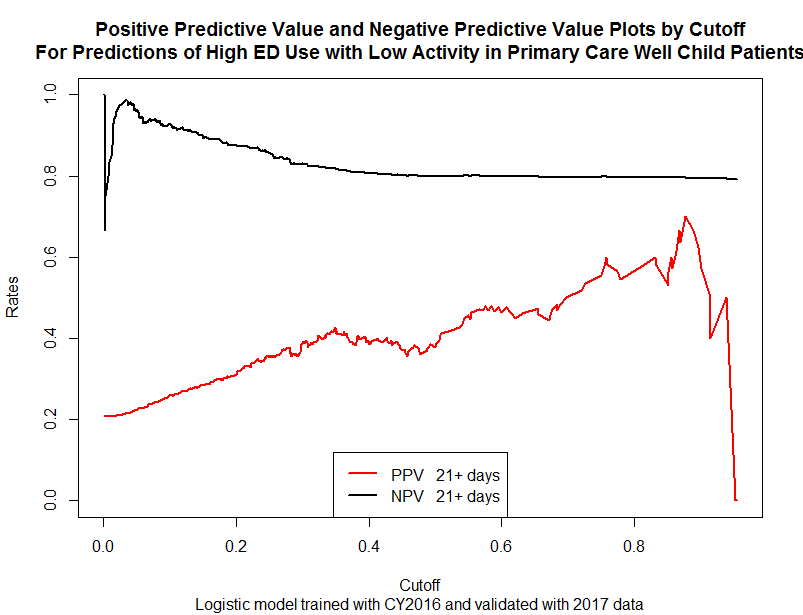 Positive Predictive Value and Negative Predictive Value Plots by Cutoff
For Predictions of High ED Use with Low Activity in Primary Care Well Child Patients
Rates
1.0
0.8
0.6
0.4
0.2
0.0
PPV 21+ days
NPV 21+ days
0.0 0.2 0.4 0.6 0.8
Cutoff
Logistic model trained with CY2016 and validated with 2017 data